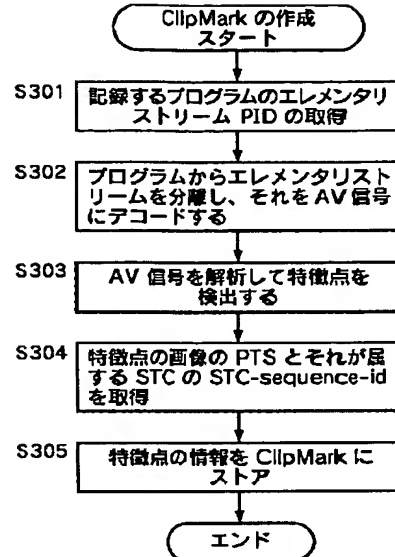 ClipMark の作成
スタート
S301
記録するプログラムのエレメンタリ
ストリーム PID の取得
S302
プログラムからエレメンタリスト
リームを分離し、それを AV 信号
にデコードする
S303
AV 信号を解析して特徴点を
検出する
S304
特徴点の画像の PTS とそれが属
する STC の STC-sequence-id
を取得
S305
特徴点の情報を ClipMark に
ストア
エンド